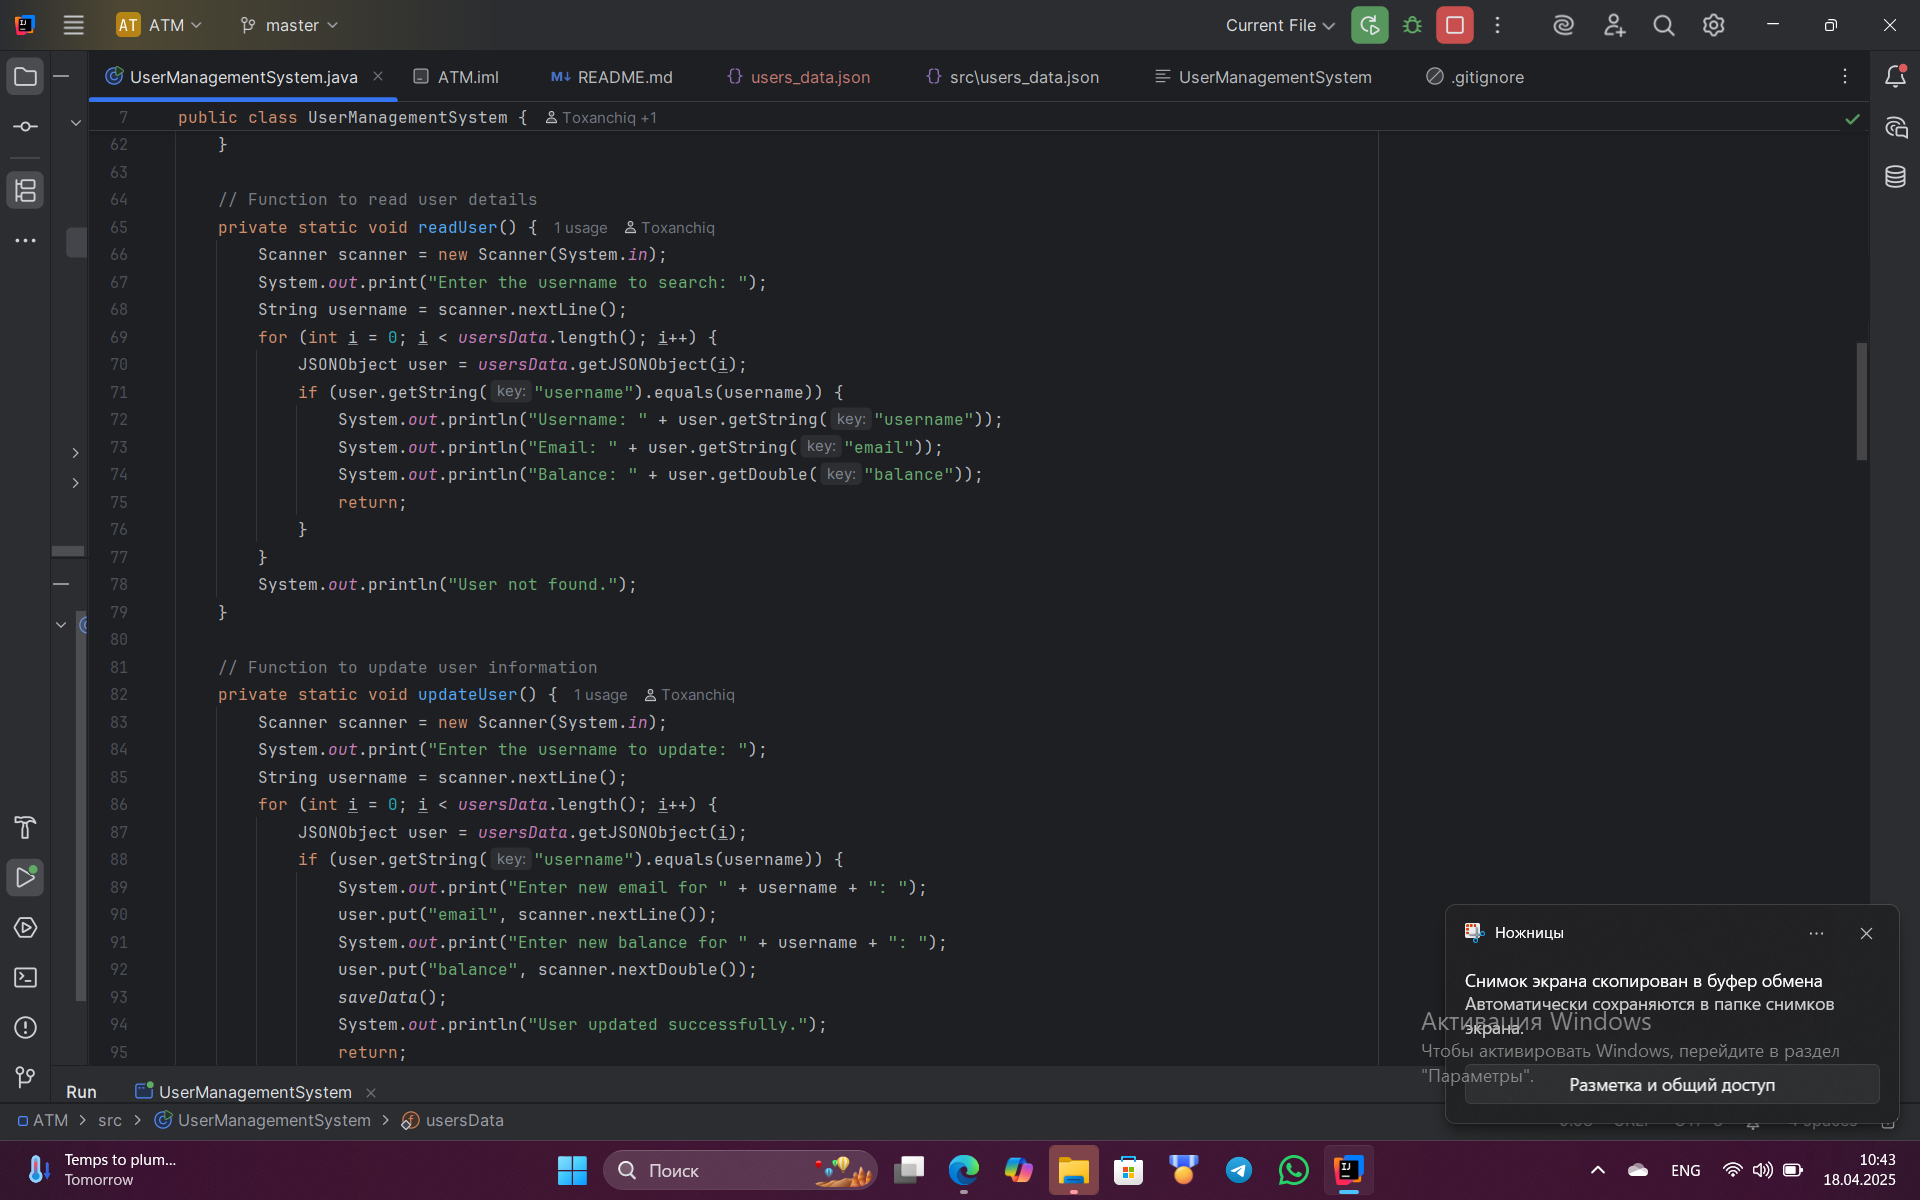 AT ATM master Current File
UserManagementSystem.java ATM.iml M↓ README.md {} users_data.json {} src\users_data.json UserManagementSystem .gitignore
7 public class UserManagementSystem { Toxanchiq +1
62 }
63
64 // Function to read user details
65 private static void readUser() { 1 usage Toxanchiq
66 Scanner scanner = new Scanner(System.in);
67 System.out.print("Enter the username to search: ");
68 String username = scanner.nextLine();
69 for (int i = 0; i < usersData.length(); i++) {
70 JSONObject user = usersData.getJSONObject(i);
71 if (user.getString( key: "username").equals(username)) {
72 System.out.println("Username: " + user.getString( key: "username"));
73 System.out.println("Email: " + user.getString( key: "email"));
74 System.out.println("Balance: " + user.getDouble( key: "balance"));
75 return;
76 }
77 }
78 System.out.println("User not found.");
79 }
80
81 // Function to update user information
82 private static void updateUser() { 1 usage Toxanchiq
83 Scanner scanner = new Scanner(System.in);
84 System.out.print("Enter the username to update: ");
85 String username = scanner.nextLine();
86 for (int i = 0; i < usersData.length(); i++) {
87 JSONObject user = usersData.getJSONObject(i);
88 if (user.getString( key: "username").equals(username)) {
89 System.out.print("Enter new email for " + username + ": ");
90 user.put("email", scanner.nextLine());
91 System.out.print("Enter new balance for " + username + ": ");
92 user.put("balance", scanner.nextDouble());
93 saveData();
94 System.out.println("User updated successfully.");
95 return;
Ножницы
Снимок экрана скопирован в буфер обмена
Автоматически сохраняются в папке снимков
экрана.
Разметка и общий доступ
Активация Windows
Чтобы активировать Windows, перейдите в раздел
"Параметры".
Run UserManagementSystem
ATM > src > UserManagementSystem > usersData
Temps to plum...
Tomorrow
Поиск
ENG
10:43
18.04.2025